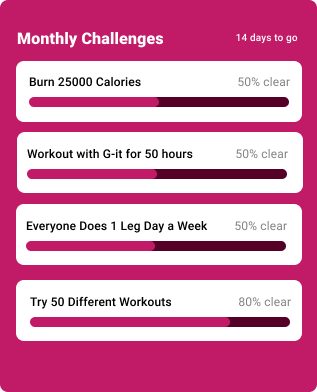 Monthly Challenges 14 days to go
Burn 25000 Calories 50% clear
Workout with G-it for 50 hours 50% clear
Everyone Does 1 Leg Day a Week 50% clear
Try 50 Different Workouts 80% clear